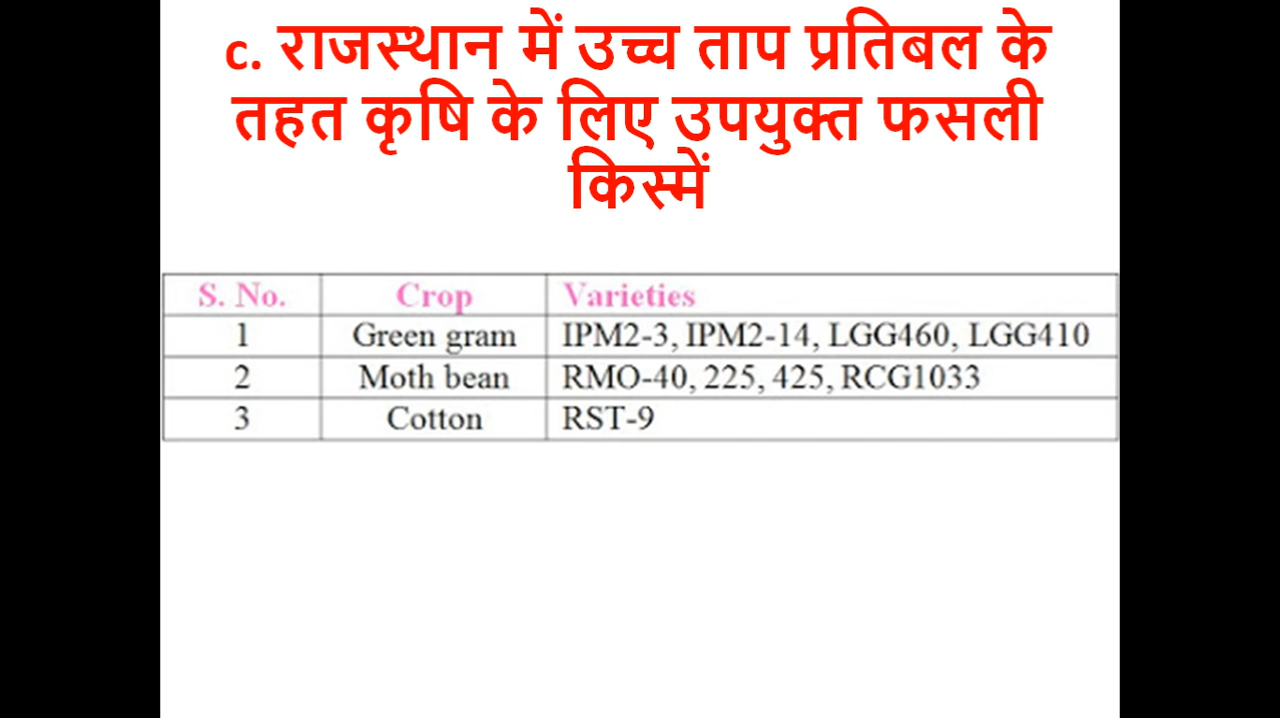 c. राजस्थान में उच्च ताप प्रतिबल के
तहत कृषि के लिए उपयुक्त फसली
किस्में
S. No. Crop Varieties
1 Green gram IPM2-3, IPM2-14, LGG460, LGG410
2 Moth bean RMO-40, 225, 425, RCG1033
3 Cotton RST-9